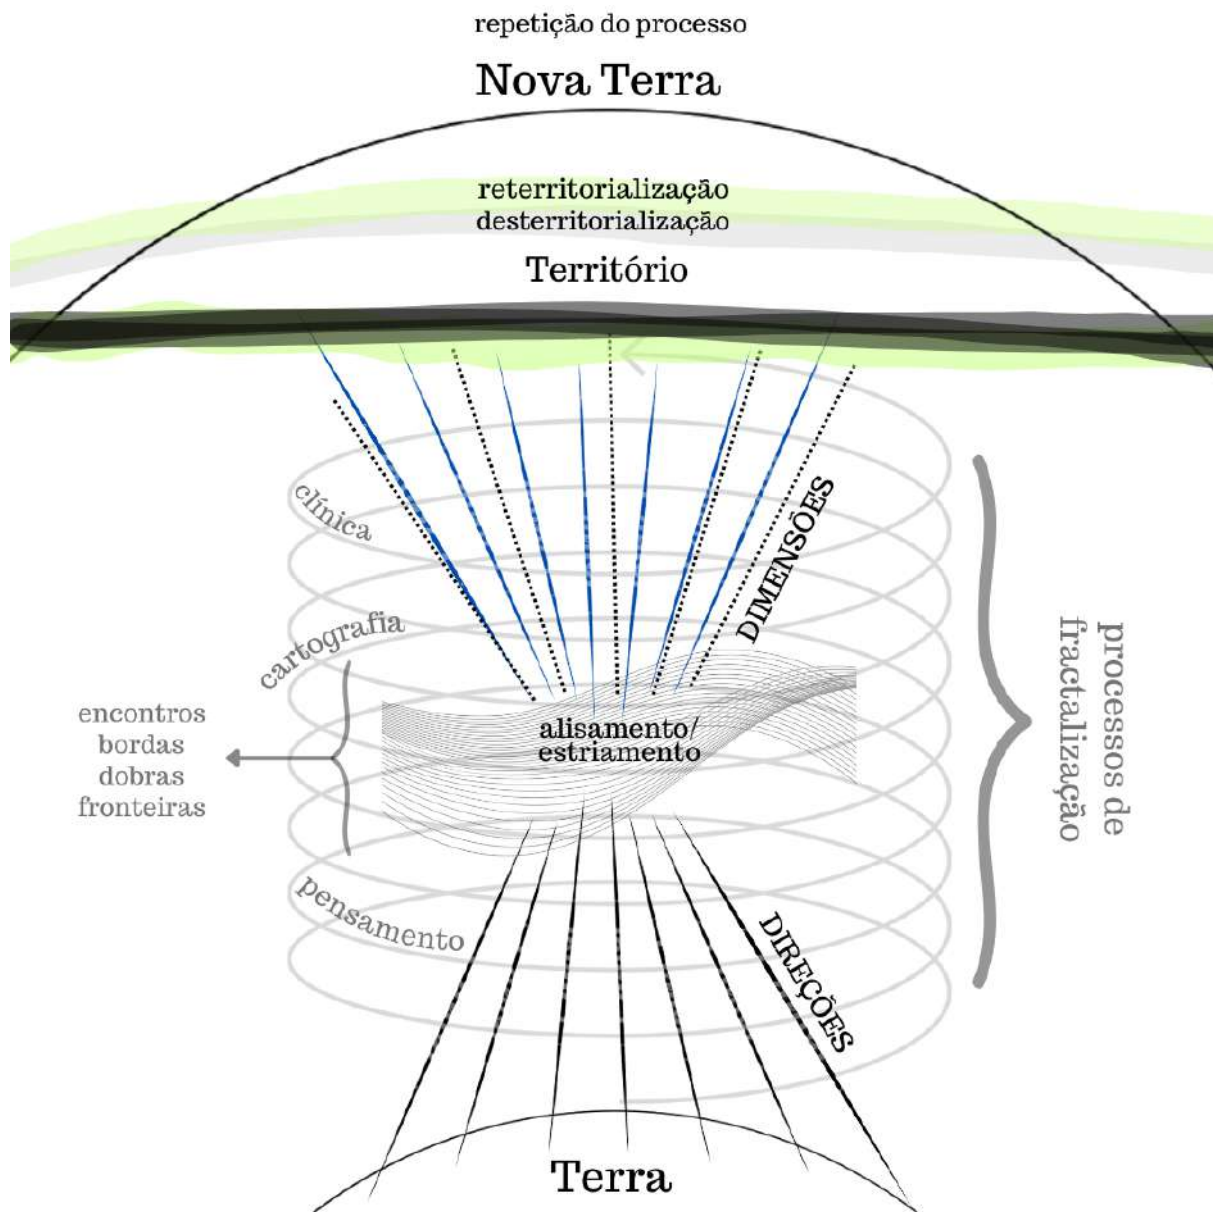 repetição do processo
Nova Terra
reterritorialização
desterritorialização
Território
clínica
DIMENSÕES
cartografia
processos de
fractalização
encontros
bordas
dobras
fronteiras
alisamento/
estriamento
pensamento
DIREÇÕES
Terra